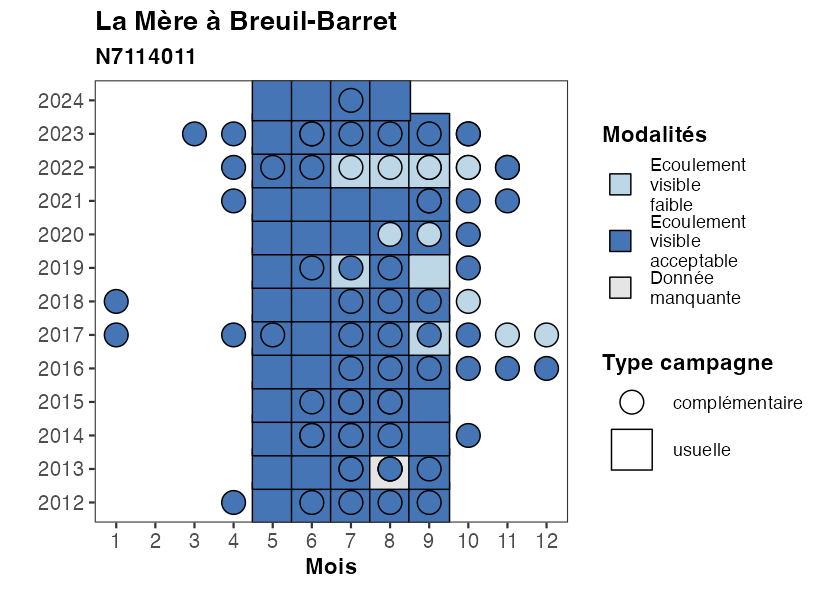 La Mère à Breuil-Barret
N7114011
2024
2023
2022
2021
2020
2019
2018
2017
2016
2015
2014
2013
2012
1 2 3 4 5 6 7 8 9 10 11 12
Mois
Modalités
Ecoulement
visible
faible
Ecoulement
visible
acceptable
Donnée
manquante
Type campagne
complémentaire
usuelle